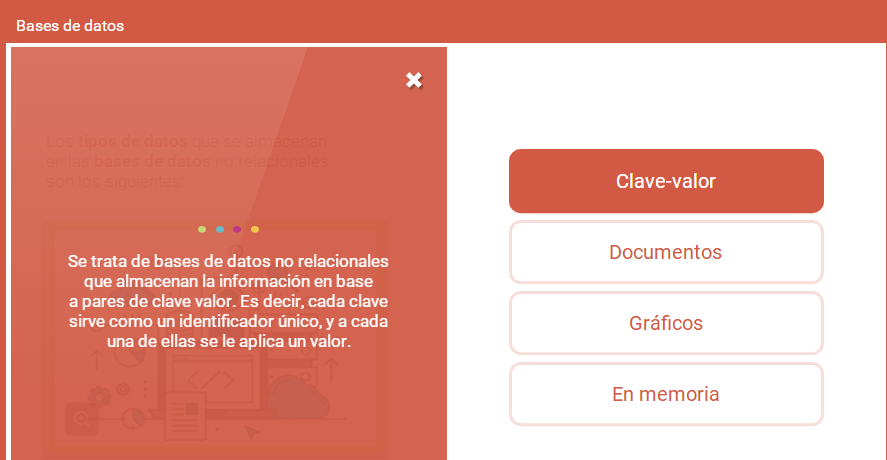 Bases de datos
Los tipos de datos que se almacenan
en las bases de datos no relacionales
son los siguientes:
Se trata de bases de datos no relacionales
que almacenan la información en base
a pares de clave valor. Es decir, cada clave
sirve como un identificador único, y a cada
una de ellas se le aplica un valor.
Clave-valor
Documentos
Gráficos
En memoria